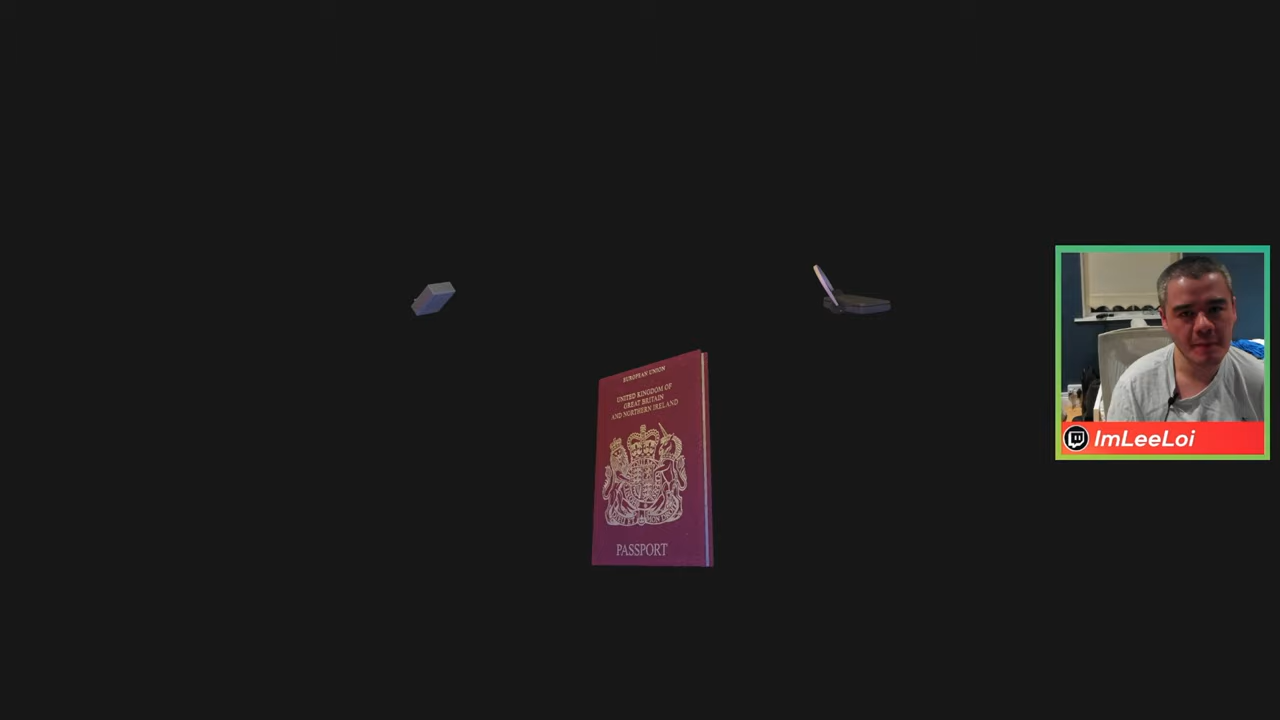 EUROPEAN UNION
UNITED KINGDOM OF
GREAT BRITAIN
AND NORTHERN IRELAND
PASSPORT
ImLeeLoi